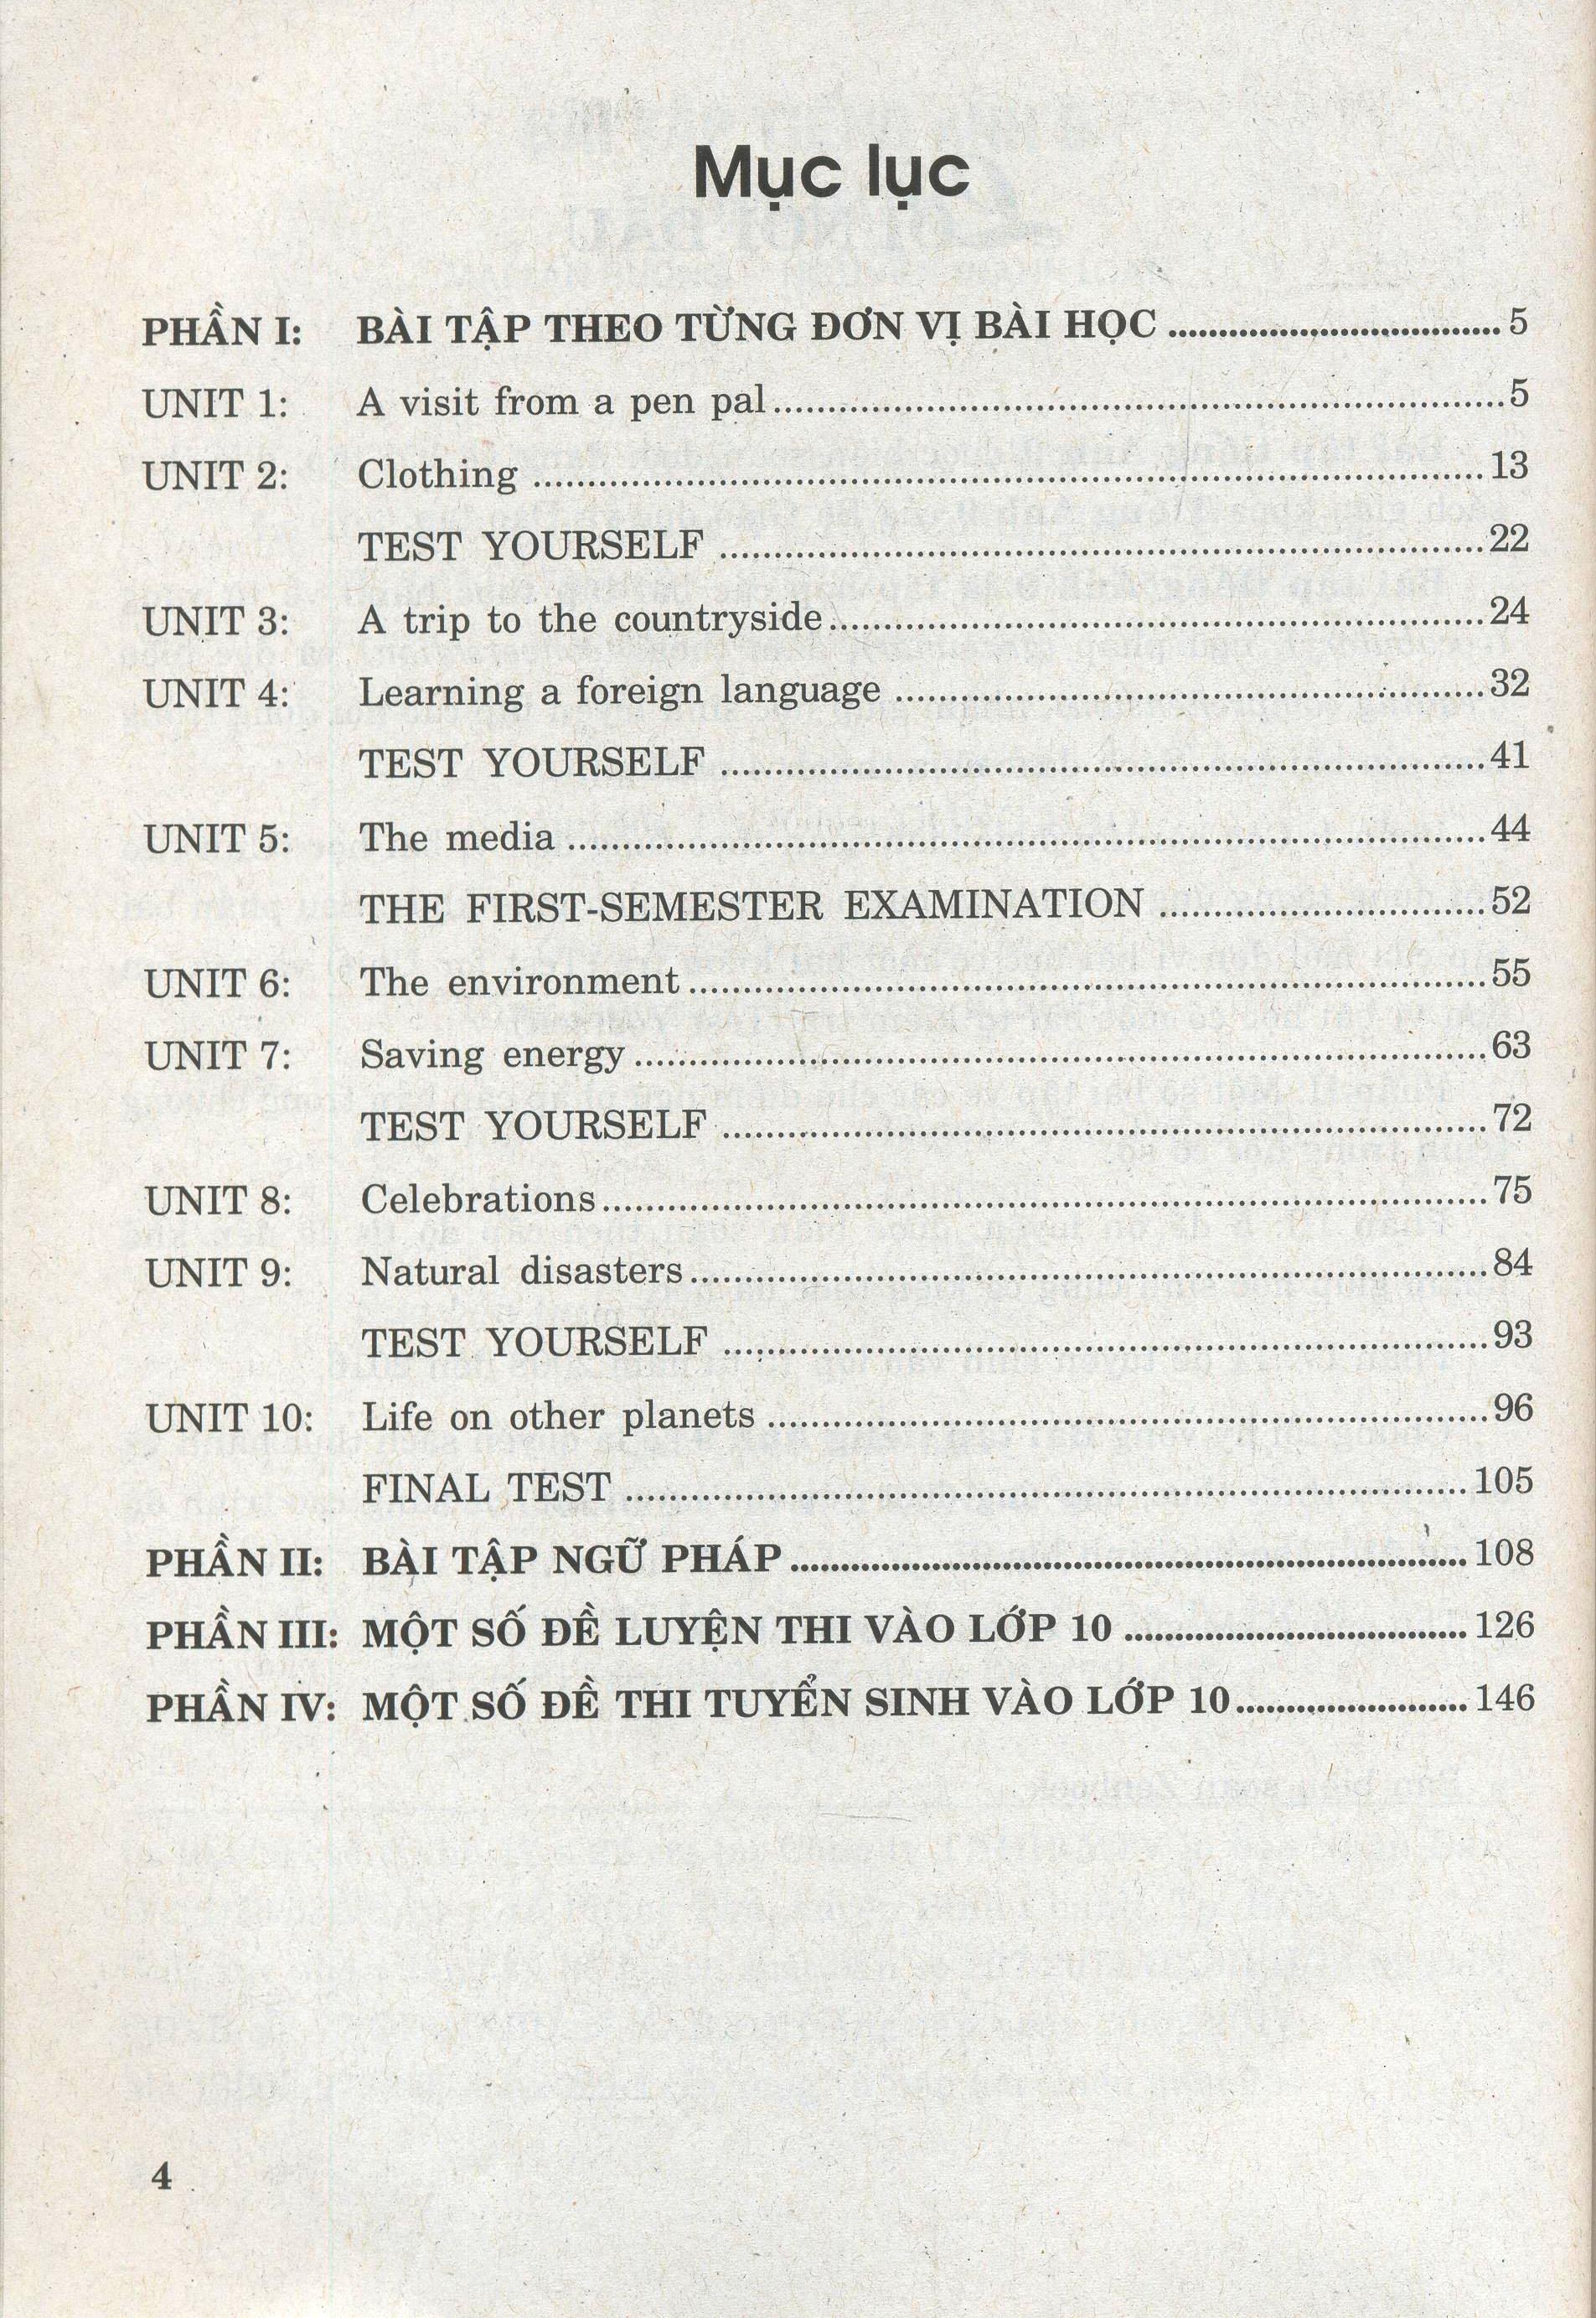 Mục lục
PHẦN I: BÀI TẬP THEO TỪNG ĐƠN VỊ BÀI HỌC ........ 5
UNIT 1: A visit from a pen pal ........ 5
UNIT 2: Clothing ........ 13
TEST YOURSELF ........ 22
UNIT 3: A trip to the countryside ........ 24
UNIT 4: Learning a foreign language ........ 32
TEST YOURSELF ........ 41
UNIT 5: The media ........ 44
THE FIRST-SEMESTER EXAMINATION ........ 52
UNIT 6: The environment ........ 55
UNIT 7: Saving energy ........ 63
TEST YOURSELF ........ 72
UNIT 8: Celebrations ........ 75
UNIT 9: Natural disasters ........ 84
TEST YOURSELF ........ 93
UNIT 10: Life on other planets ........ 96
FINAL TEST ........ 105
PHẦN II: BÀI TẬP NGỮ PHÁP ........ 108
PHẦN III: MỘT SỐ ĐỀ LUYỆN THI VÀO LỚP 10 ........ 126
PHẦN IV: MỘT SỐ ĐỀ THI TUYỂN SINH VÀO LỚP 10 ........ 146
4